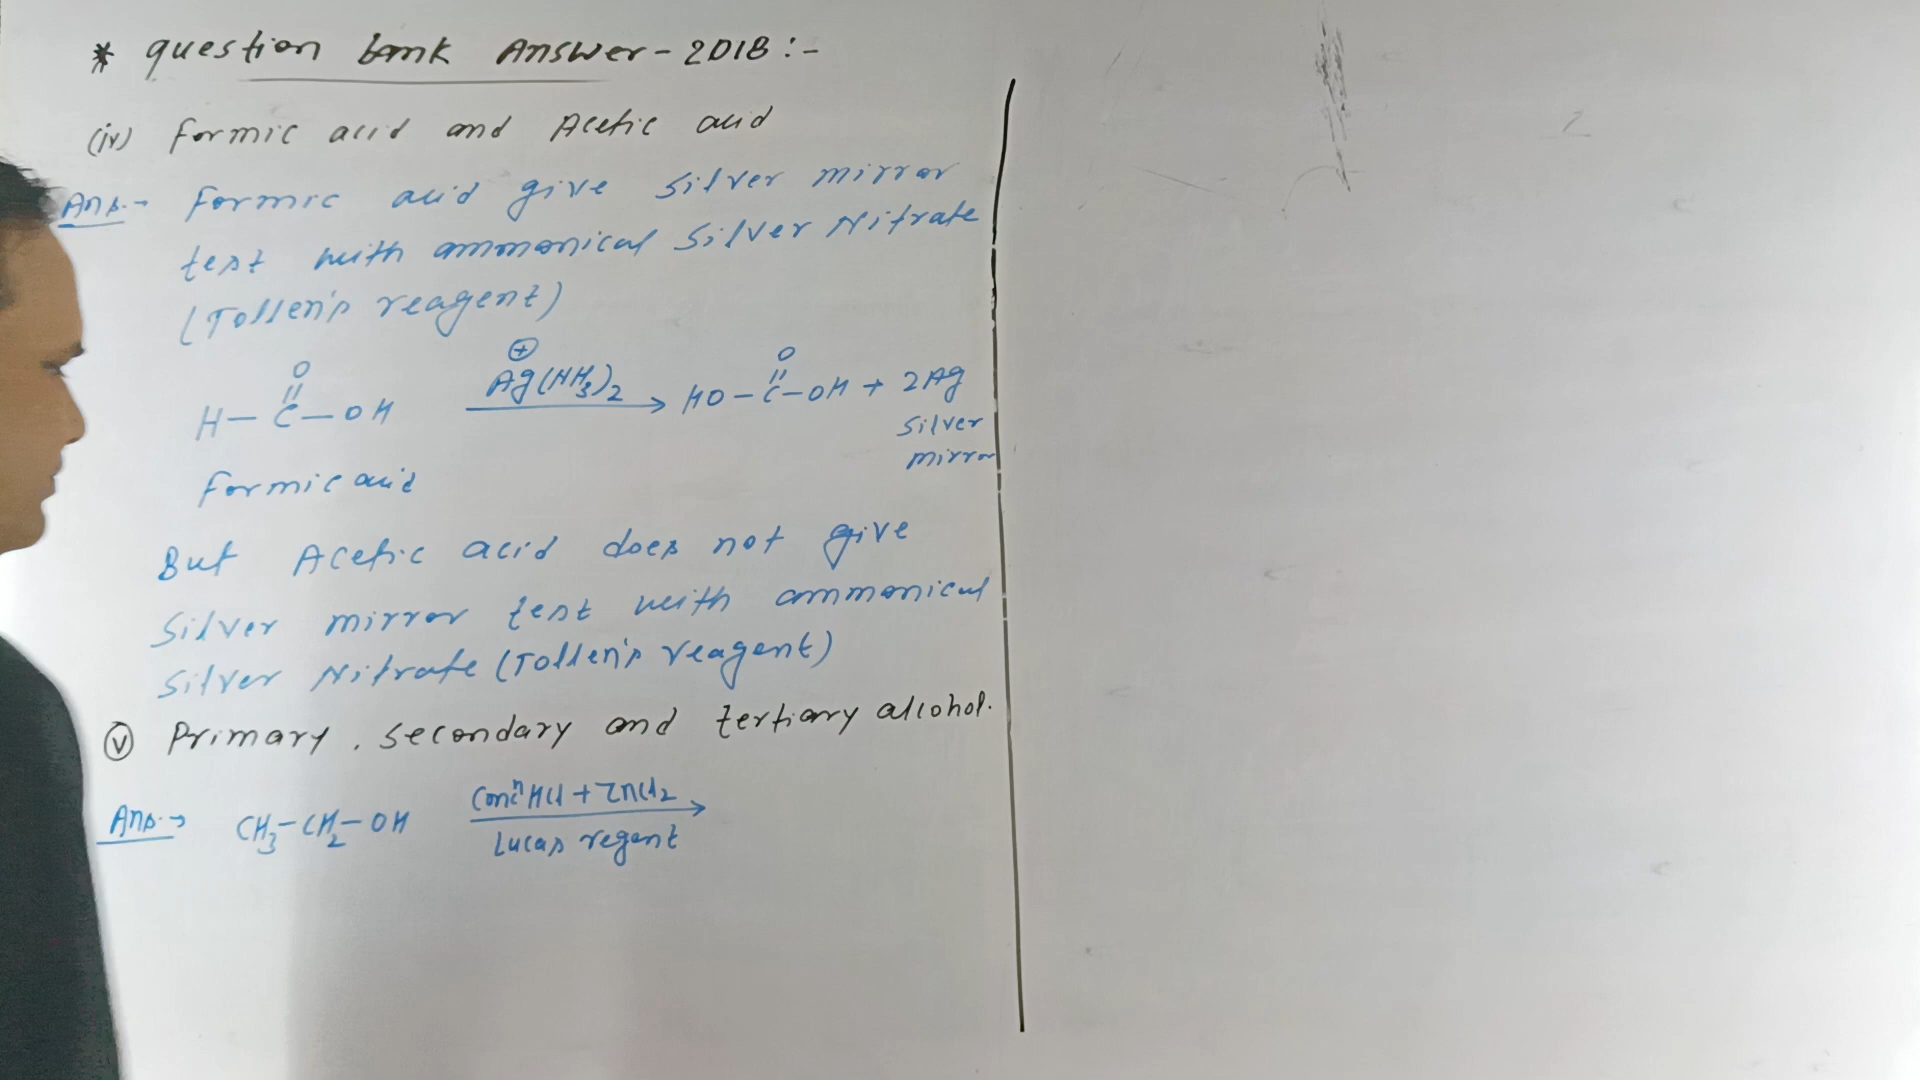 * question bank Answer - 2018 :-
(iv) formic acid and Acetic acid
Ans.→ formic acid give silver mirror
test with ammonical Silver Nitrate
(Tollen's reagent)
H-C(=O)-OH Ag(NH3)2⊕ → HO-C(=O)-OH + 2Ag
silver
mirror
formic acid
But Acetic acid does not give
Silver mirror test with ammonical
Silver Nitrate (Tollen's reagent)
(v) Primary, secondary and tertiary alcohol.
Ans.→ CH3-CH2-OH concⁿ HCl + ZnCl2 →
Lucas regent